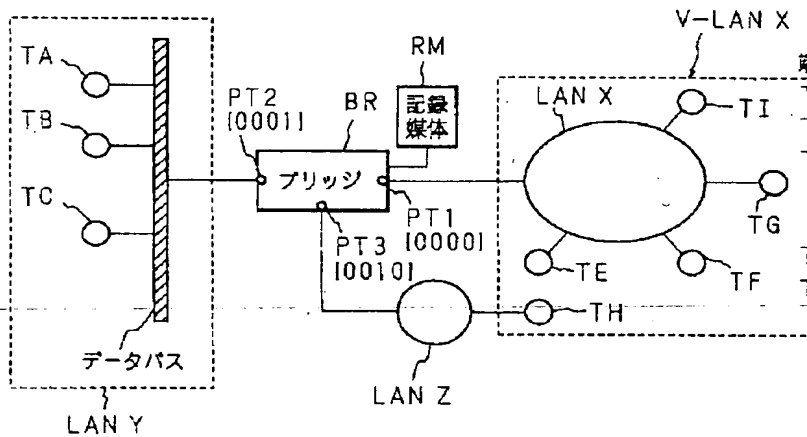 V-LAN X
RM
TA
LAN X
PT2
BR
記録
媒体
TI
[0001]
TB
ブリッジ
TG
TC
PT1
PT3
[0000]
[0010]
TE
TF
TH
データバス
LAN Z
LAN Y